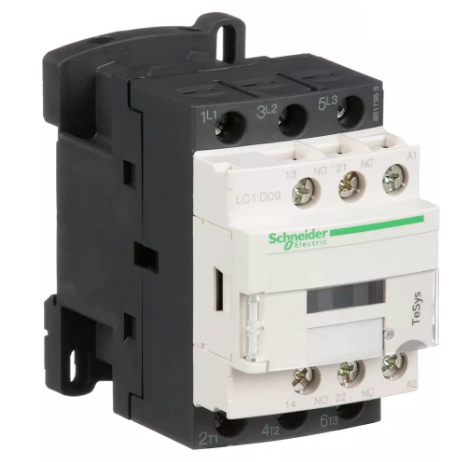 1L1 3L2 5L3
13 NO 21 NC A1
LC1 D09
Schneider
Electric
TeSys
14 NO 22 NC A2
2T1 4T2 6T3